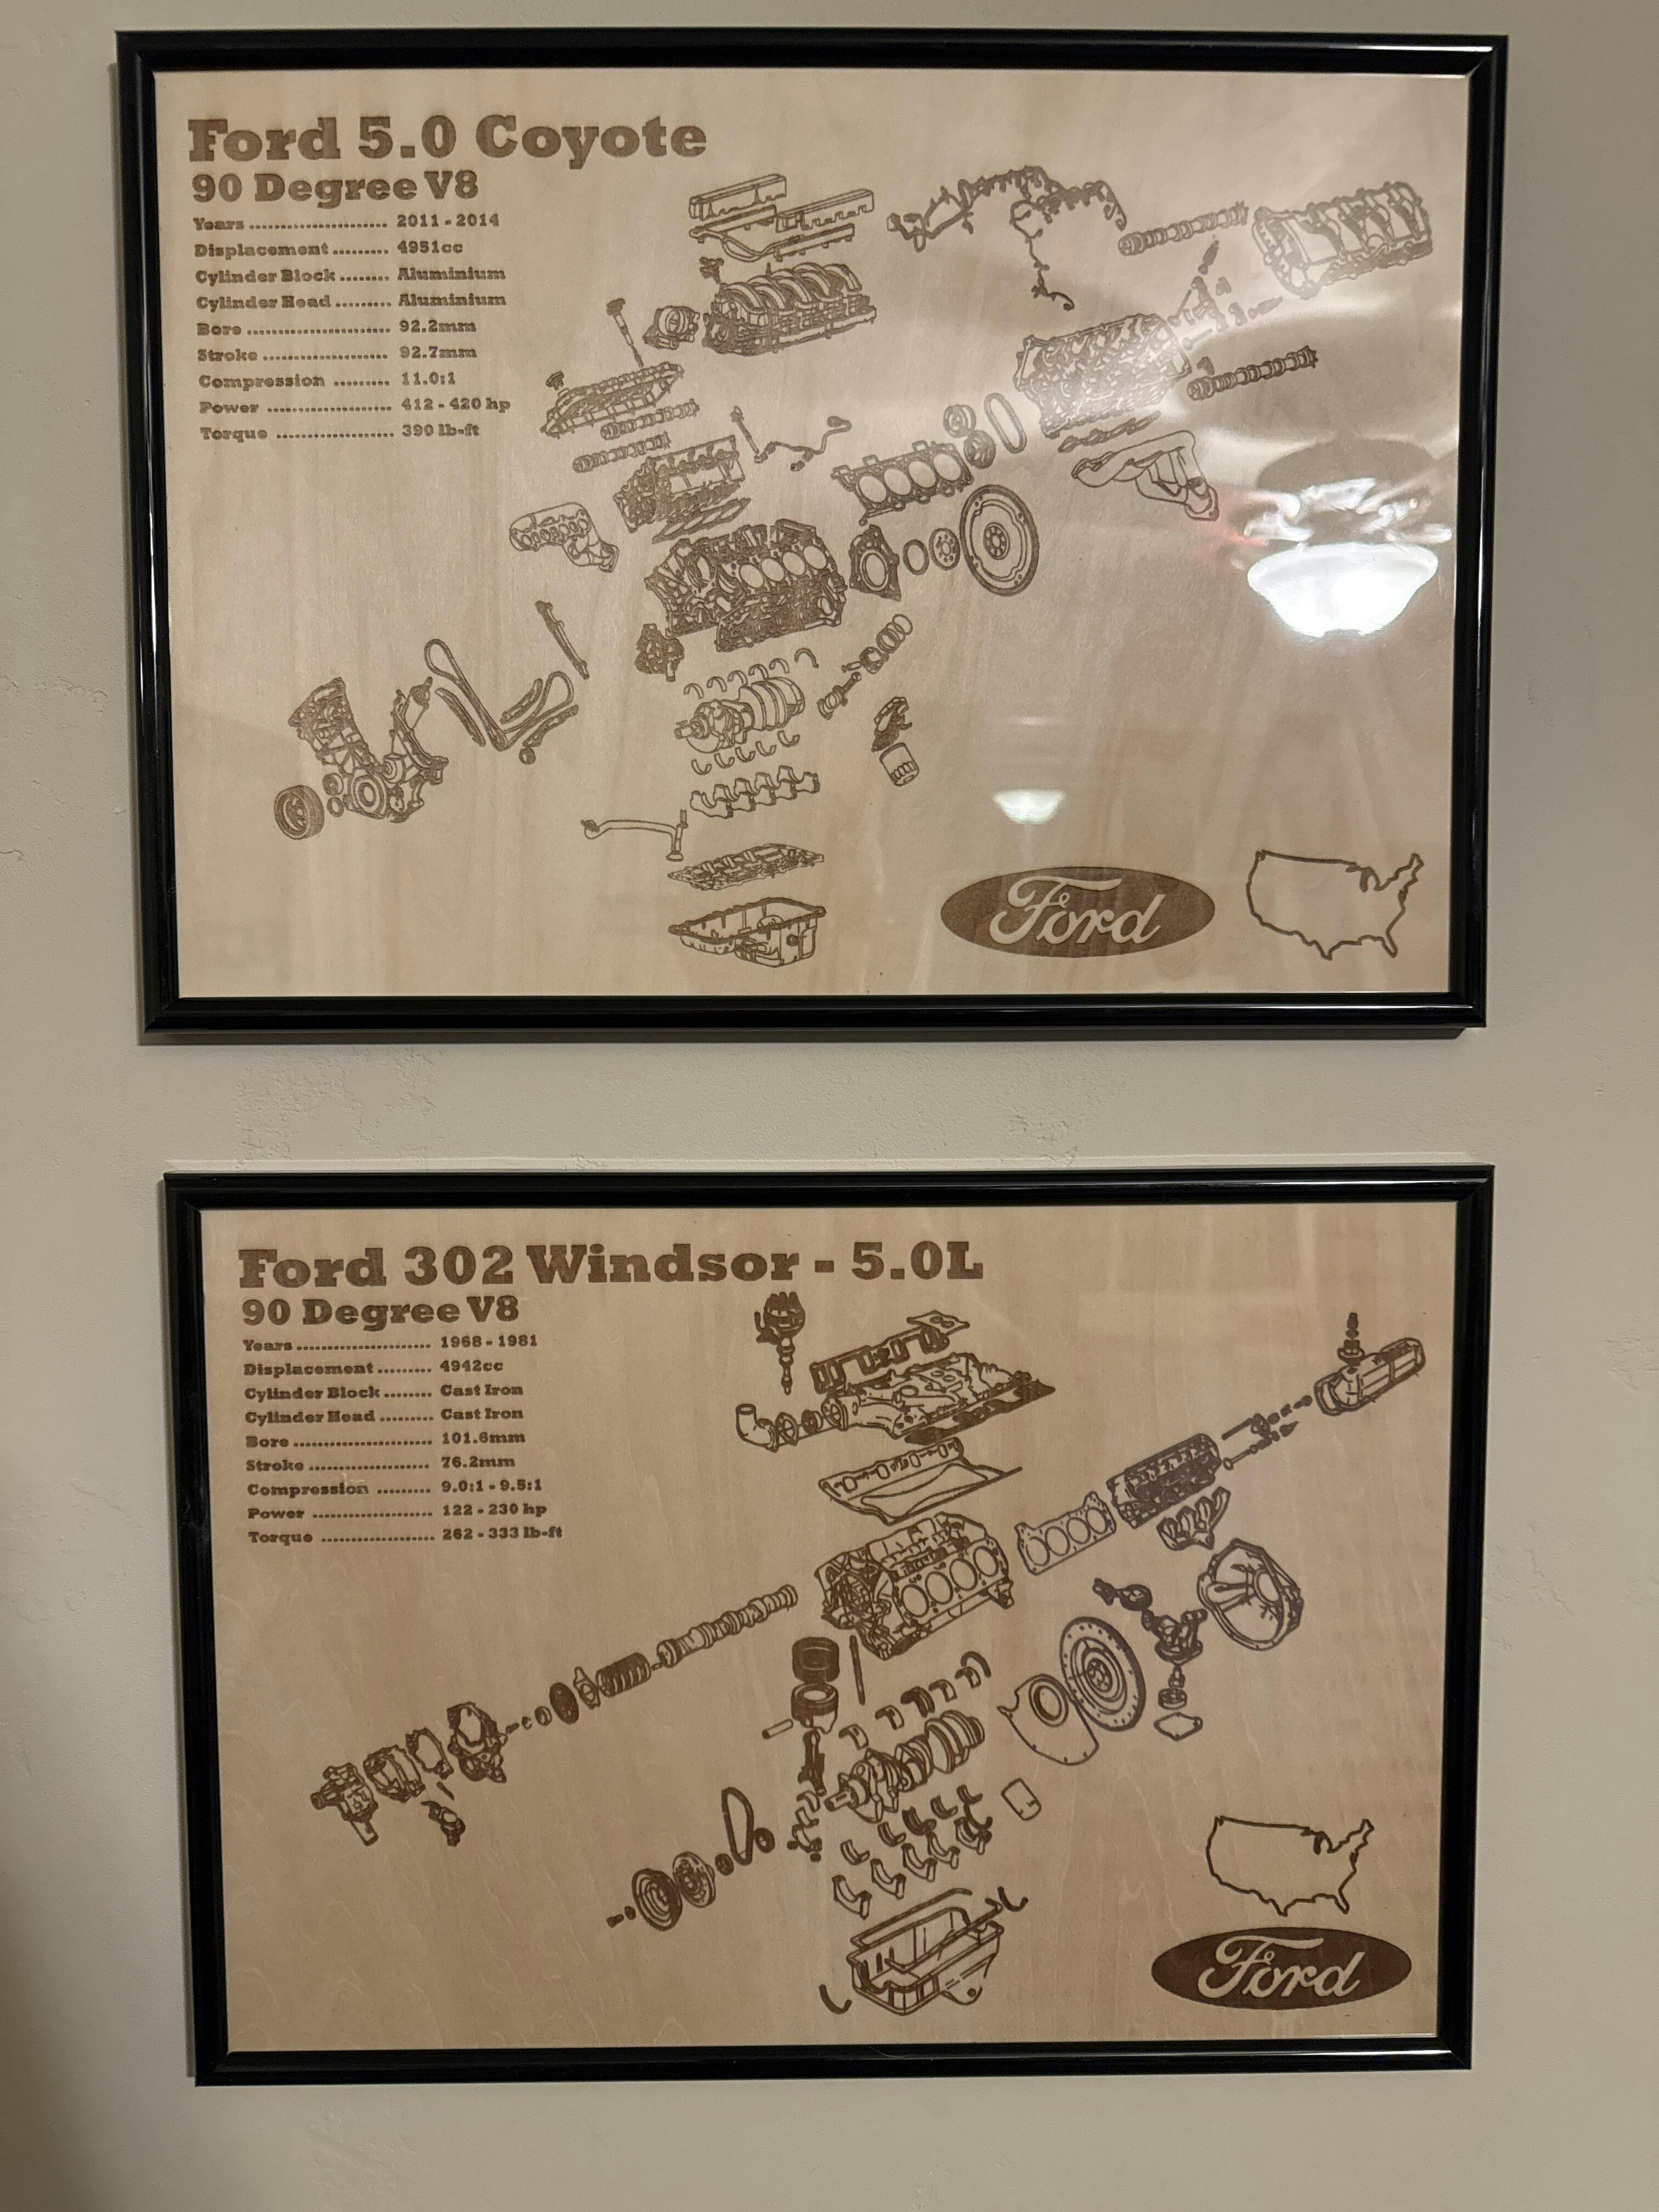 Ford 5.0 Coyote
90 Degree V8
Years ....................... 2011 - 2014
Displacement ......... 4951cc
Cylinder Block ........ Aluminium
Cylinder Head ......... Aluminium
Bore ........................ 92.2mm
Stroke ..................... 92.7mm
Compression ......... 11.0:1
Power ..................... 412 - 420 hp
Torque .................... 390 lb-ft
Ford
Ford 302 Windsor - 5.0L
90 Degree V8
Years ...................... 1968 - 1981
Displacement ......... 4942cc
Cylinder Block ........ Cast Iron
Cylinder Head ......... Cast Iron
Bore ....................... 101.6mm
Stroke .................... 76.2mm
Compression ......... 9.0:1 - 9.5:1
Power .................... 122 - 230 hp
Torque ................... 262 - 333 lb-ft
Ford